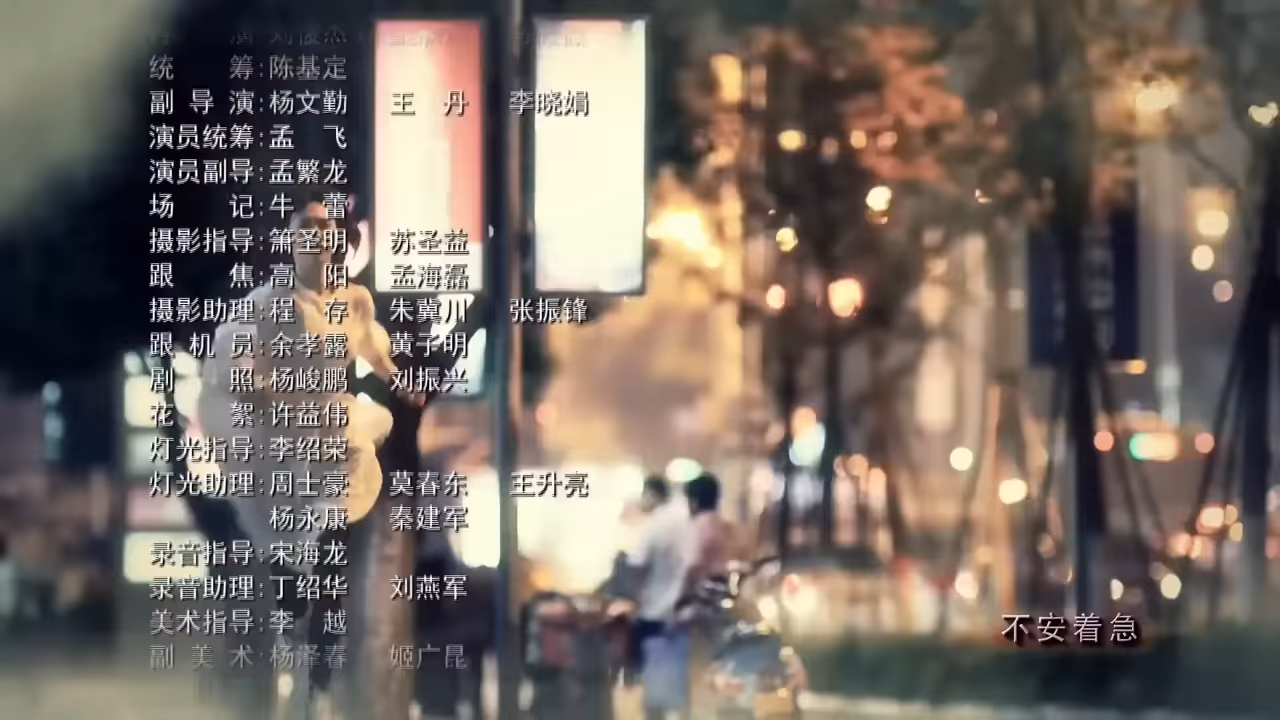 统 筹:陈基定
副 导 演:杨文勤 王 丹 李晓娟
演员统筹:孟 飞
演员副导:孟繁龙
场 记:牛 蕾
摄影指导:箫圣明 苏圣益
跟 焦:高 阳 孟海磊
摄影助理:程 存 朱冀川 张振锋
跟 机 员:余孝露 黄子明
剧 照:杨峻鹏 刘振兴
花 絮:许益伟
灯光指导:李绍荣
灯光助理:周士豪 莫春东 王升亮
杨永康 秦建军
录音指导:宋海龙
录音助理:丁绍华 刘燕军
美术指导:李 越
副 美 术:杨泽春 姬广昆
不安着急